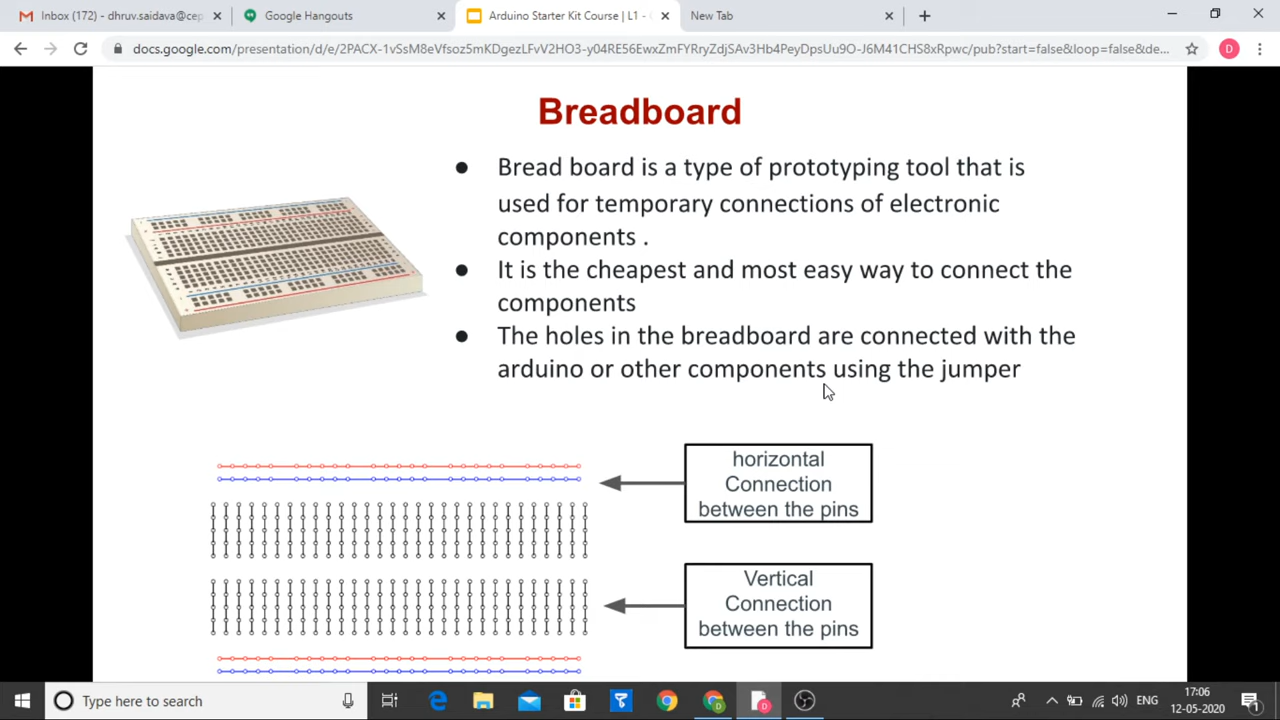 Inbox (172) - dhruv.saidava@cep
Google Hangouts
Arduino Starter Kit Course | L1 -
New Tab
docs.google.com/presentation/d/e/2PACX-1vSsM8eVfsoz5mKDgezLFvV2HO3-y04RE56EwxZmFYRryZdjSAv3Hb4PeyDpsUu9O-J6M41CHS8xRpwc/pub?start=false&loop=false&de...
D
Breadboard
● Bread board is a type of prototyping tool that is
used for temporary connections of electronic
components .
● It is the cheapest and most easy way to connect the
components
● The holes in the breadboard are connected with the
arduino or other components using the jumper
horizontal
Connection
between the pins
Vertical
Connection
between the pins
Type here to search
ENG
17:06
12-05-2020